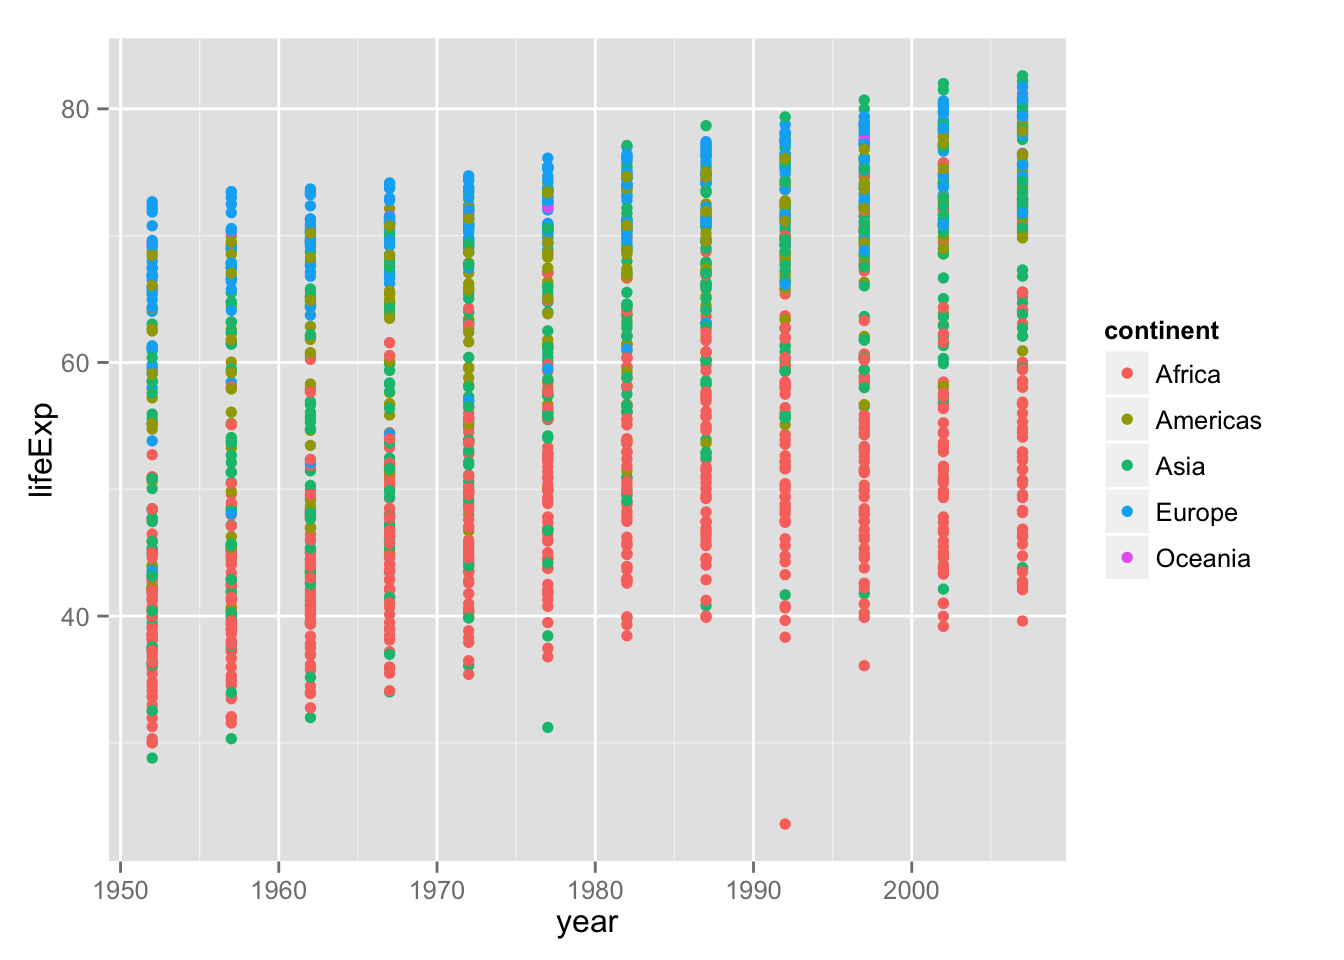 80
60
40
lifeExp
1950 1960 1970 1980 1990 2000
year
continent
Africa
Americas
Asia
Europe
Oceania